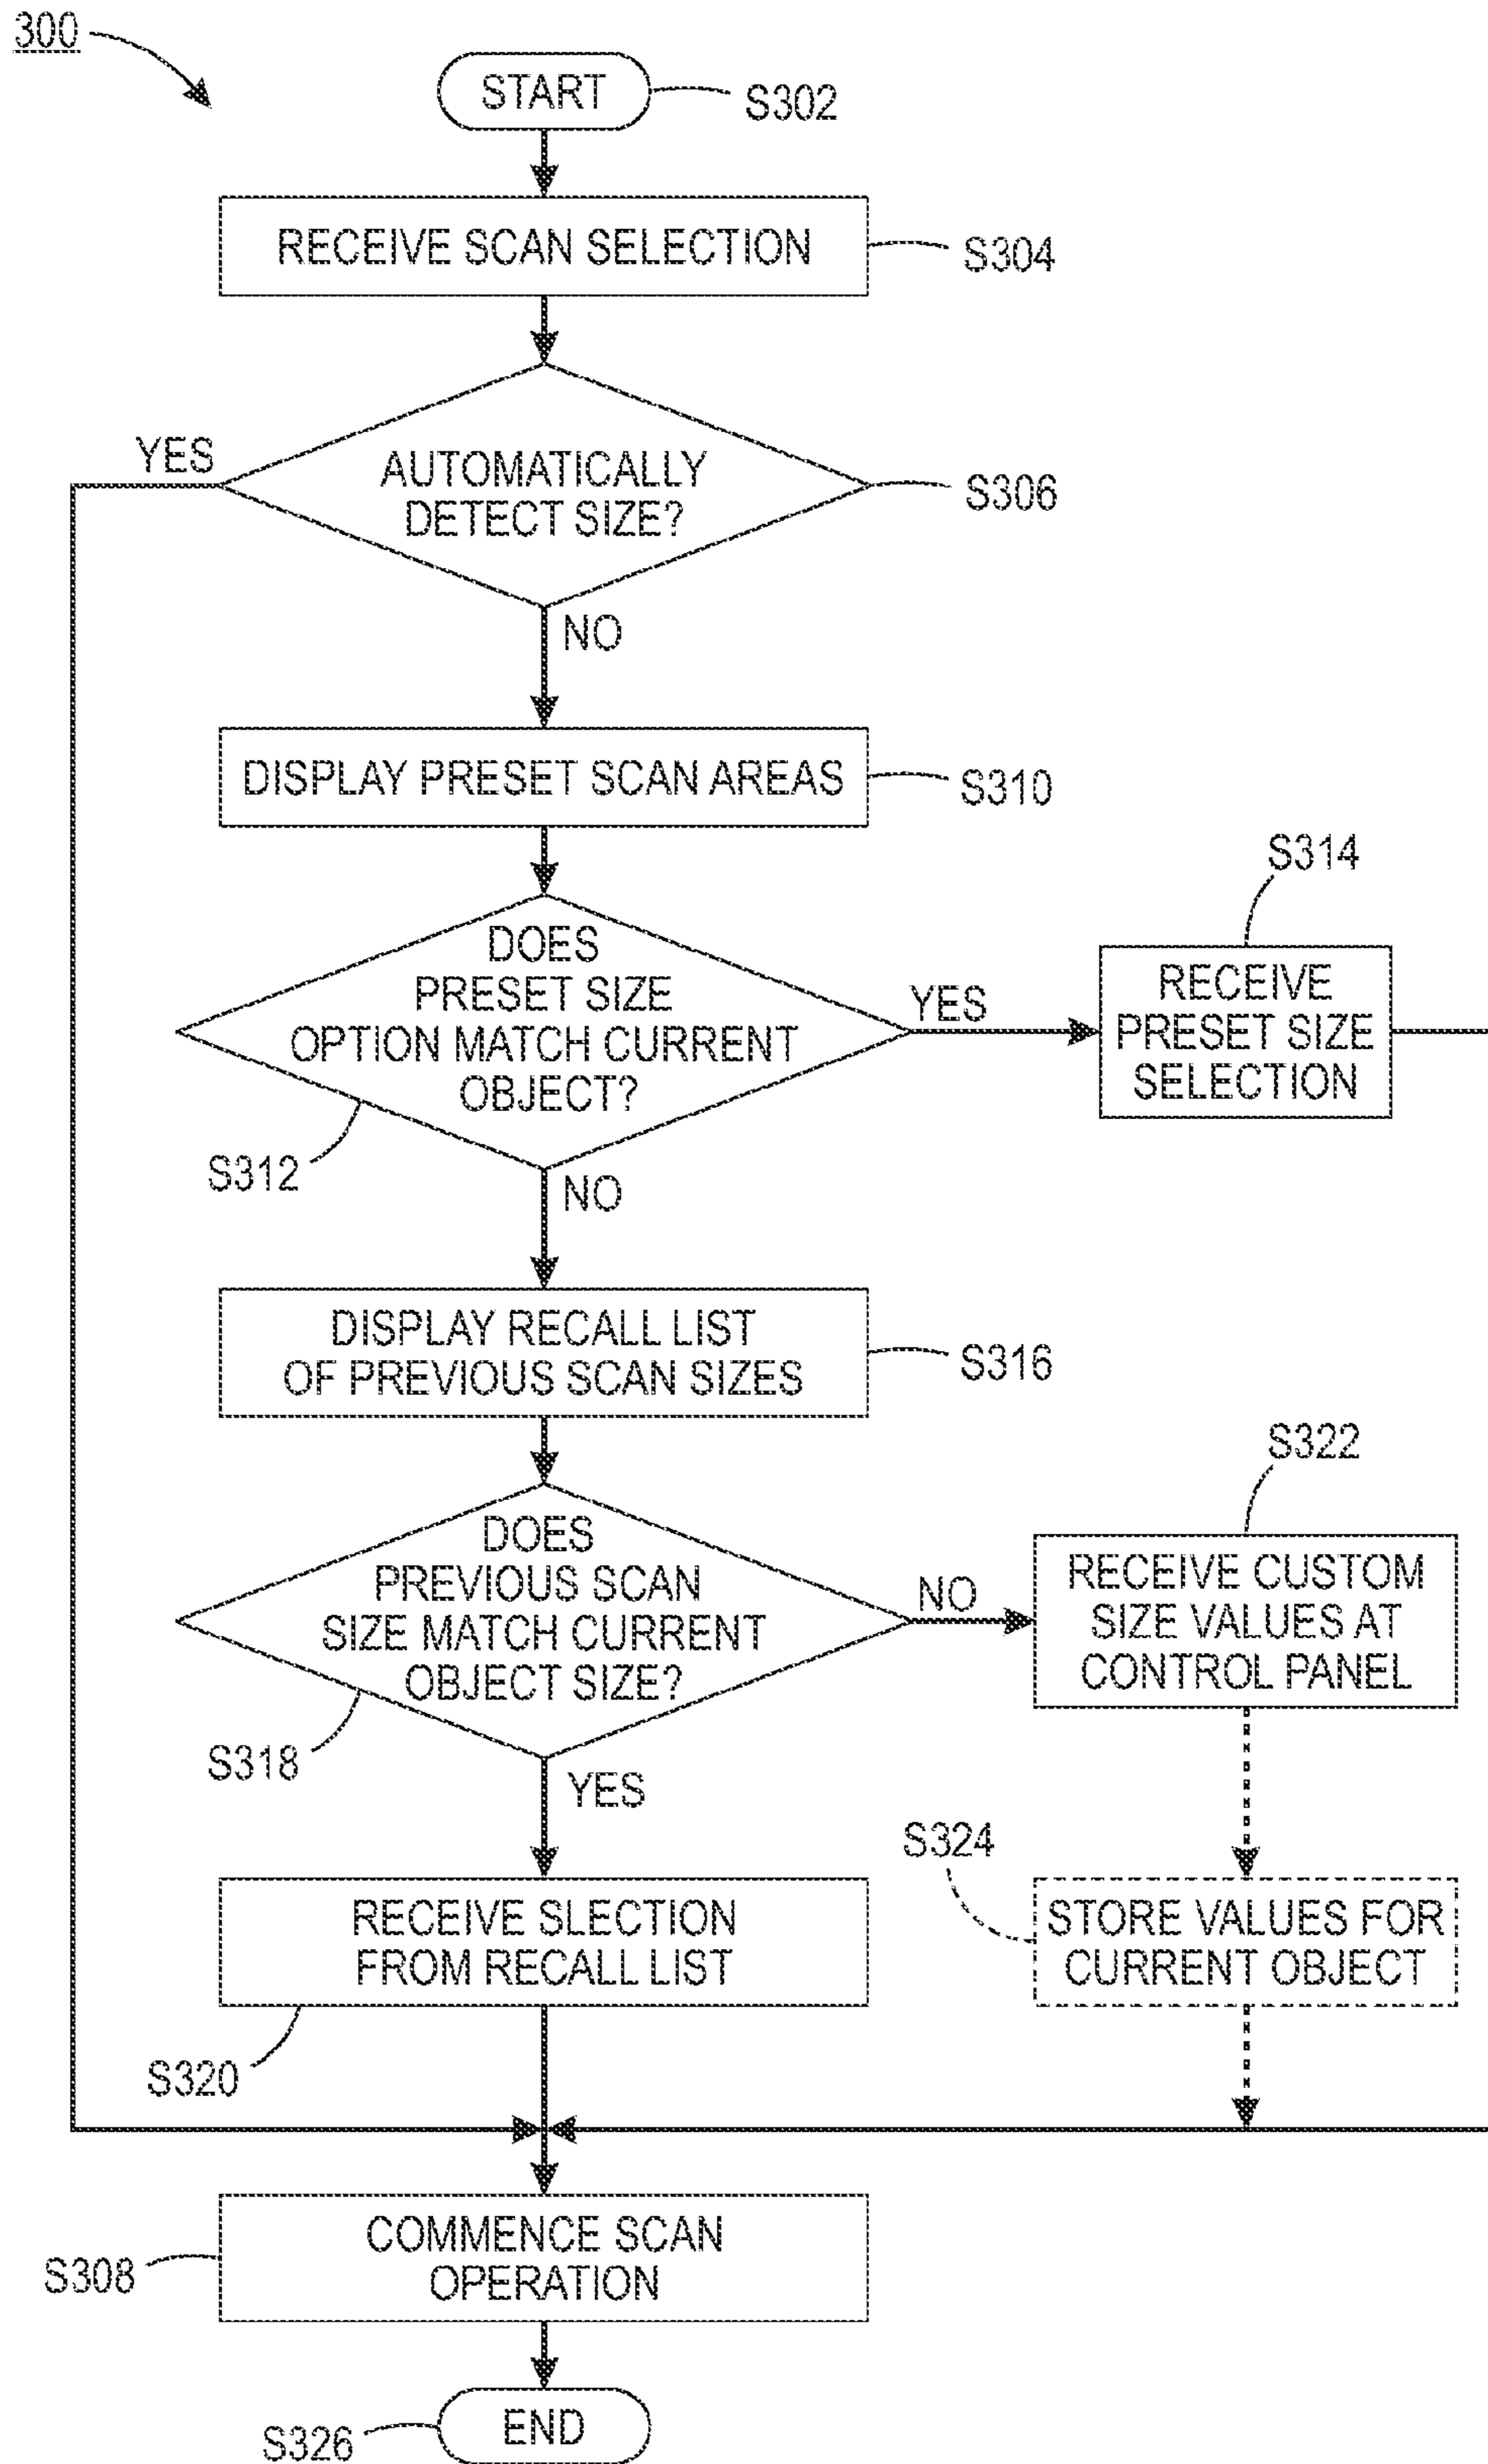 300
START
S302
RECEIVE SCAN SELECTION
S304
YES
AUTOMATICALLY
DETECT SIZE?
S306
NO
DISPLAY PRESET SCAN AREAS
S310
S314
DOES
PRESET SIZE
OPTION MATCH CURRENT
OBJECT?
YES
RECEIVE
PRESET SIZE
SELECTION
S312
NO
DISPLAY RECALL LIST
OF PREVIOUS SCAN SIZES
S316
S322
DOES
PREVIOUS SCAN
SIZE MATCH CURRENT
OBJECT SIZE?
NO
RECEIVE CUSTOM
SIZE VALUES AT
CONTROL PANEL
S318
YES
S324
RECEIVE SLECTION
FROM RECALL LIST
STORE VALUES FOR
CURRENT OBJECT
S320
COMMENCE SCAN
OPERATION
S308
END
S326